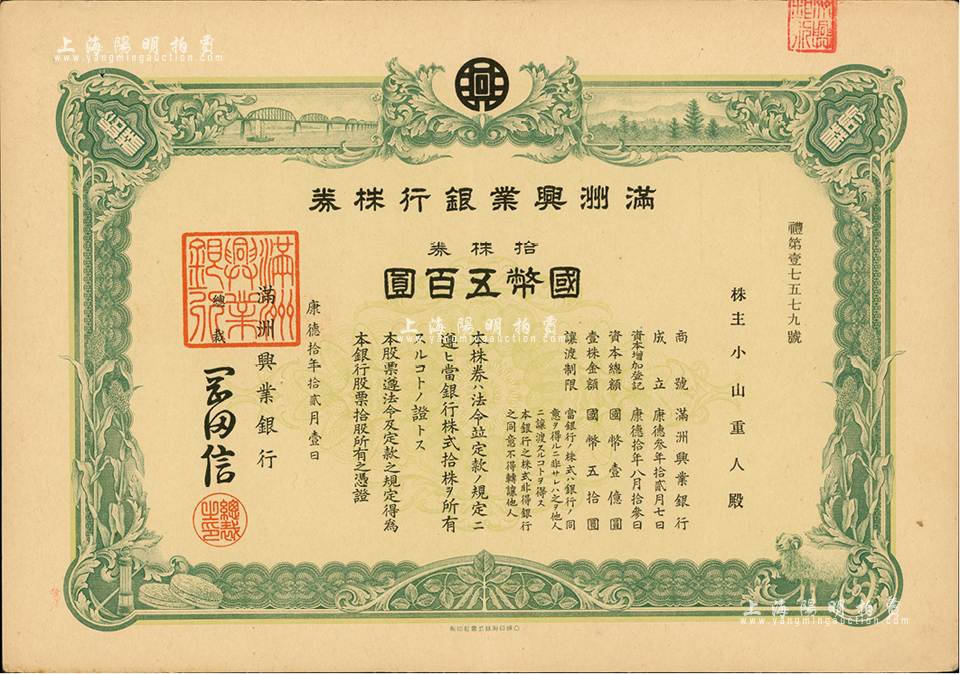 上海陽明拍賣
www.yangmingauction.com
滿洲興業銀行株券
拾株券
國幣五百圓
禮第壹七五七九號
株主 小山重人殿
商號 滿洲興業銀行
成立 康德參年拾貳月七日
資本增加登記 康德拾年八月拾參日
資本總額 國幣壹億圓
壹株金額 國幣五拾圓
讓渡制限
當銀行ノ株式ハ銀行ノ同
意ヲ得ルニ非サレハ之ヲ他人
ニ讓渡スルコトヲ得ス
本銀行之株式非得銀行
之同意不得轉讓他人
本株券ハ法令竝定款ノ規定ニ
遵ヒ當銀行株式拾株ヲ所有
スルコトノ證トス
本股票遵法令及定款之規定得為
本銀行股票拾股所有之憑證
康德拾年拾貳月壹日
滿洲興業銀行
總裁
岡田信
滿洲
興業
銀行
總裁
之印
上海陽明拍賣
www.yangmingauction.com
上海陽明拍賣
www.yangmingauction.com